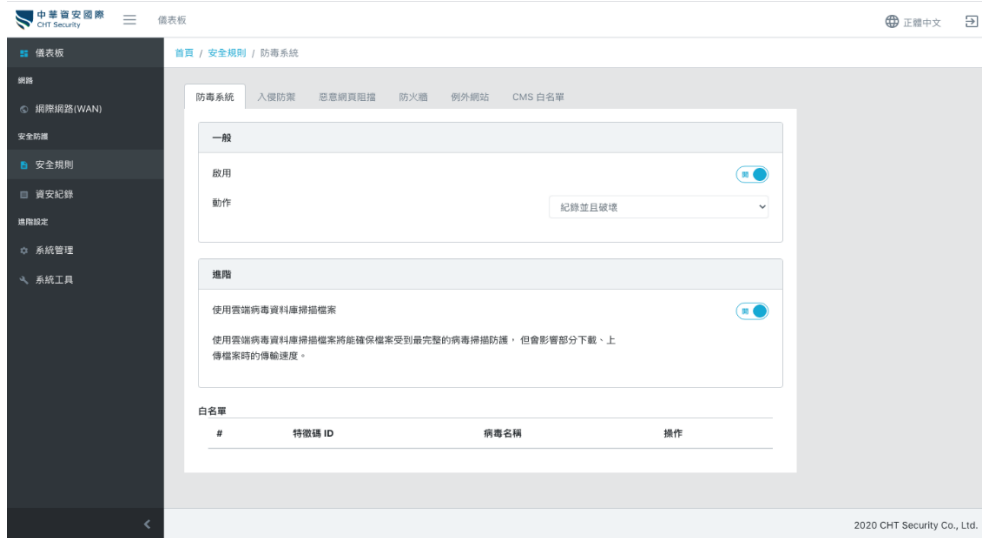 中華資安國際
CHT Security
儀表板
正體中文
儀表板
網路
網際網路(WAN)
安全防護
安全規則
資安紀錄
進階設定
系統管理
系統工具
首頁 / 安全規則 / 防毒系統
防毒系統 入侵防禦 惡意網頁阻擋 防火牆 例外網站 CMS 白名單
一般
啟用
開
動作
紀錄並且破壞
進階
使用雲端病毒資料庫掃描檔案
開
使用雲端病毒資料庫掃描檔案將能確保檔案受到最完整的病毒掃描防護， 但會影響部分下載、上
傳檔案時的傳輸速度。
白名單
# 特徵碼 ID 病毒名稱 操作
2020 CHT Security Co., Ltd.